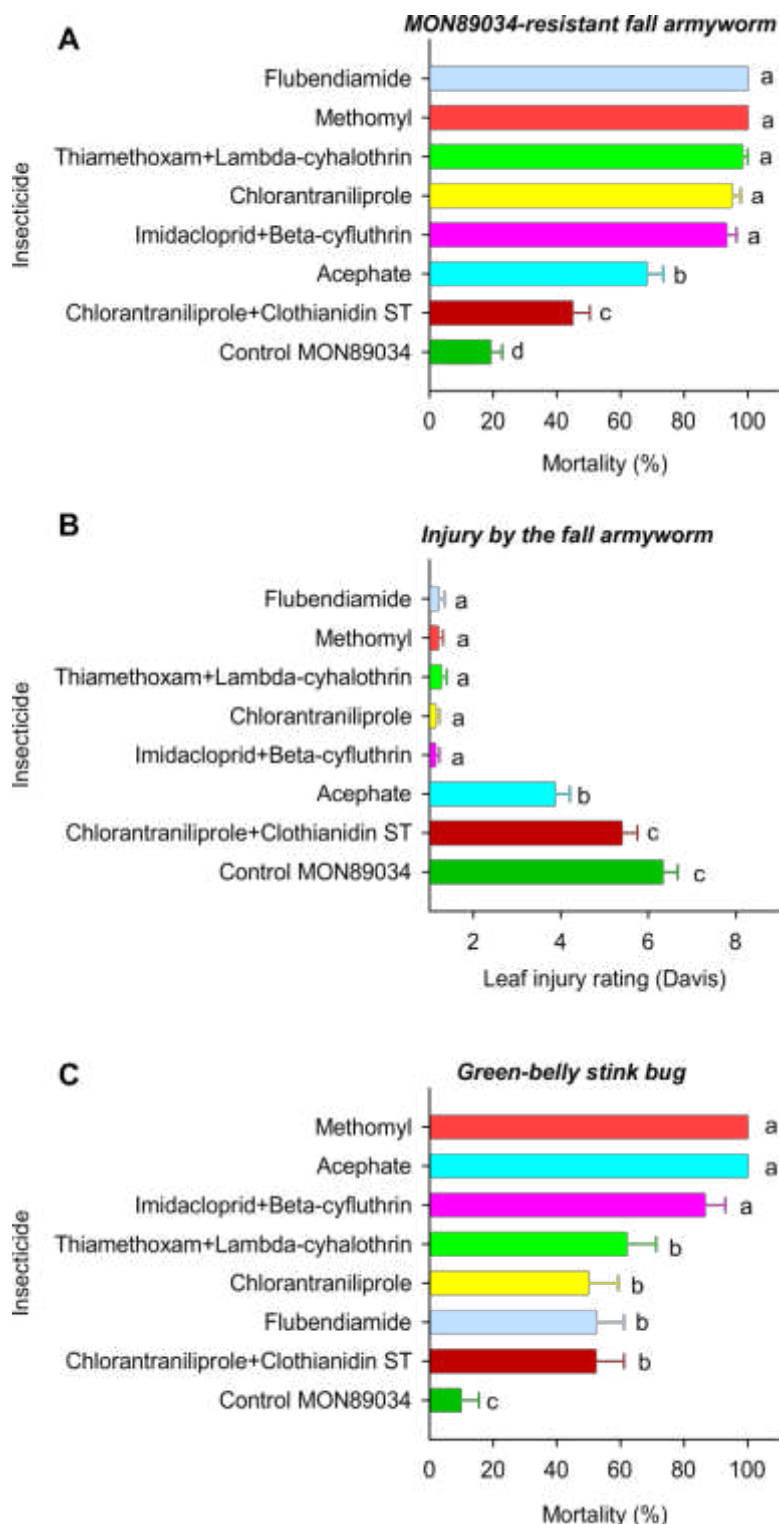 A
MON89034-resistant fall armyworm
Insecticide
Flubendiamide a
Methomyl a
Thiamethoxam+Lambda-cyhalothrin a
Chlorantraniliprole a
Imidacloprid+Beta-cyfluthrin a
Acephate b
Chlorantraniliprole+Clothianidin ST c
Control MON89034 d
0 20 40 60 80 100
Mortality (%)
B
Injury by the fall armyworm
Insecticide
Flubendiamide a
Methomyl a
Thiamethoxam+Lambda-cyhalothrin a
Chlorantraniliprole a
Imidacloprid+Beta-cyfluthrin a
Acephate b
Chlorantraniliprole+Clothianidin ST c
Control MON89034 c
2 4 6 8
Leaf injury rating (Davis)
C
Green-belly stink bug
Insecticide
Methomyl a
Acephate a
Imidacloprid+Beta-cyfluthrin a
Thiamethoxam+Lambda-cyhalothrin b
Chlorantraniliprole b
Flubendiamide b
Chlorantraniliprole+Clothianidin ST b
Control MON89034 c
0 20 40 60 80 100
Mortality (%)